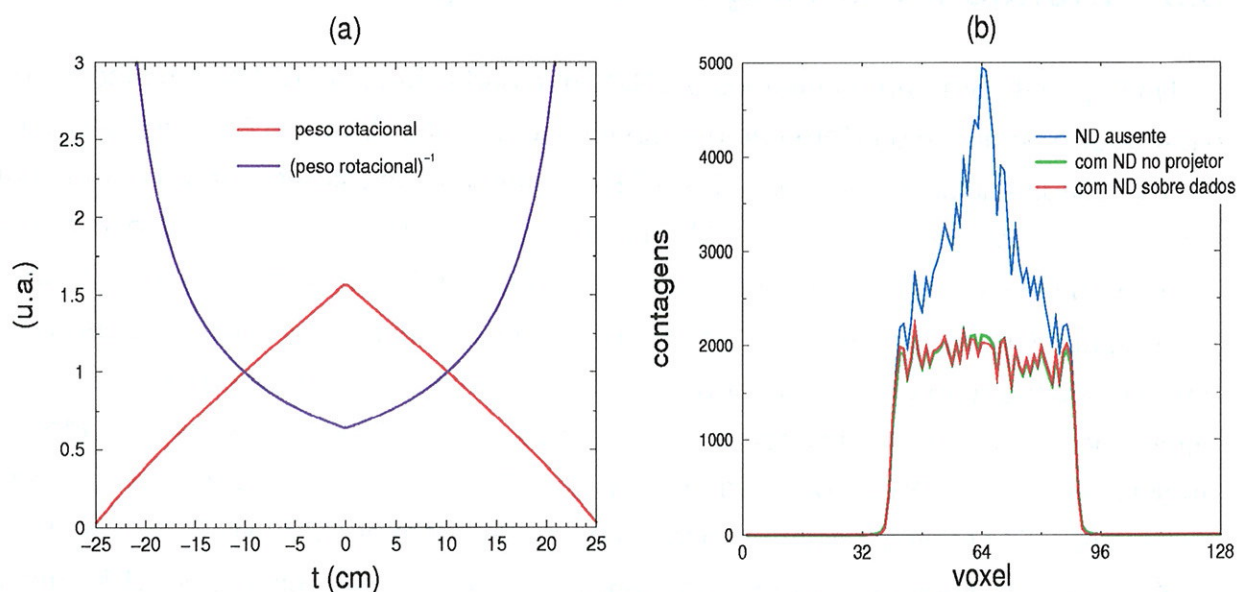 (a)
3
2.5
2
1.5
1
0.5
0
(u.a.)
peso rotacional
(peso rotacional)⁻¹
−25 −20 −15 −10 −5 0 5 10 15 20 25
t (cm)
(b)
5000
4000
3000
2000
1000
0
contagens
ND ausente
com ND no projetor
com ND sobre dados
0 32 64 96 128
voxel